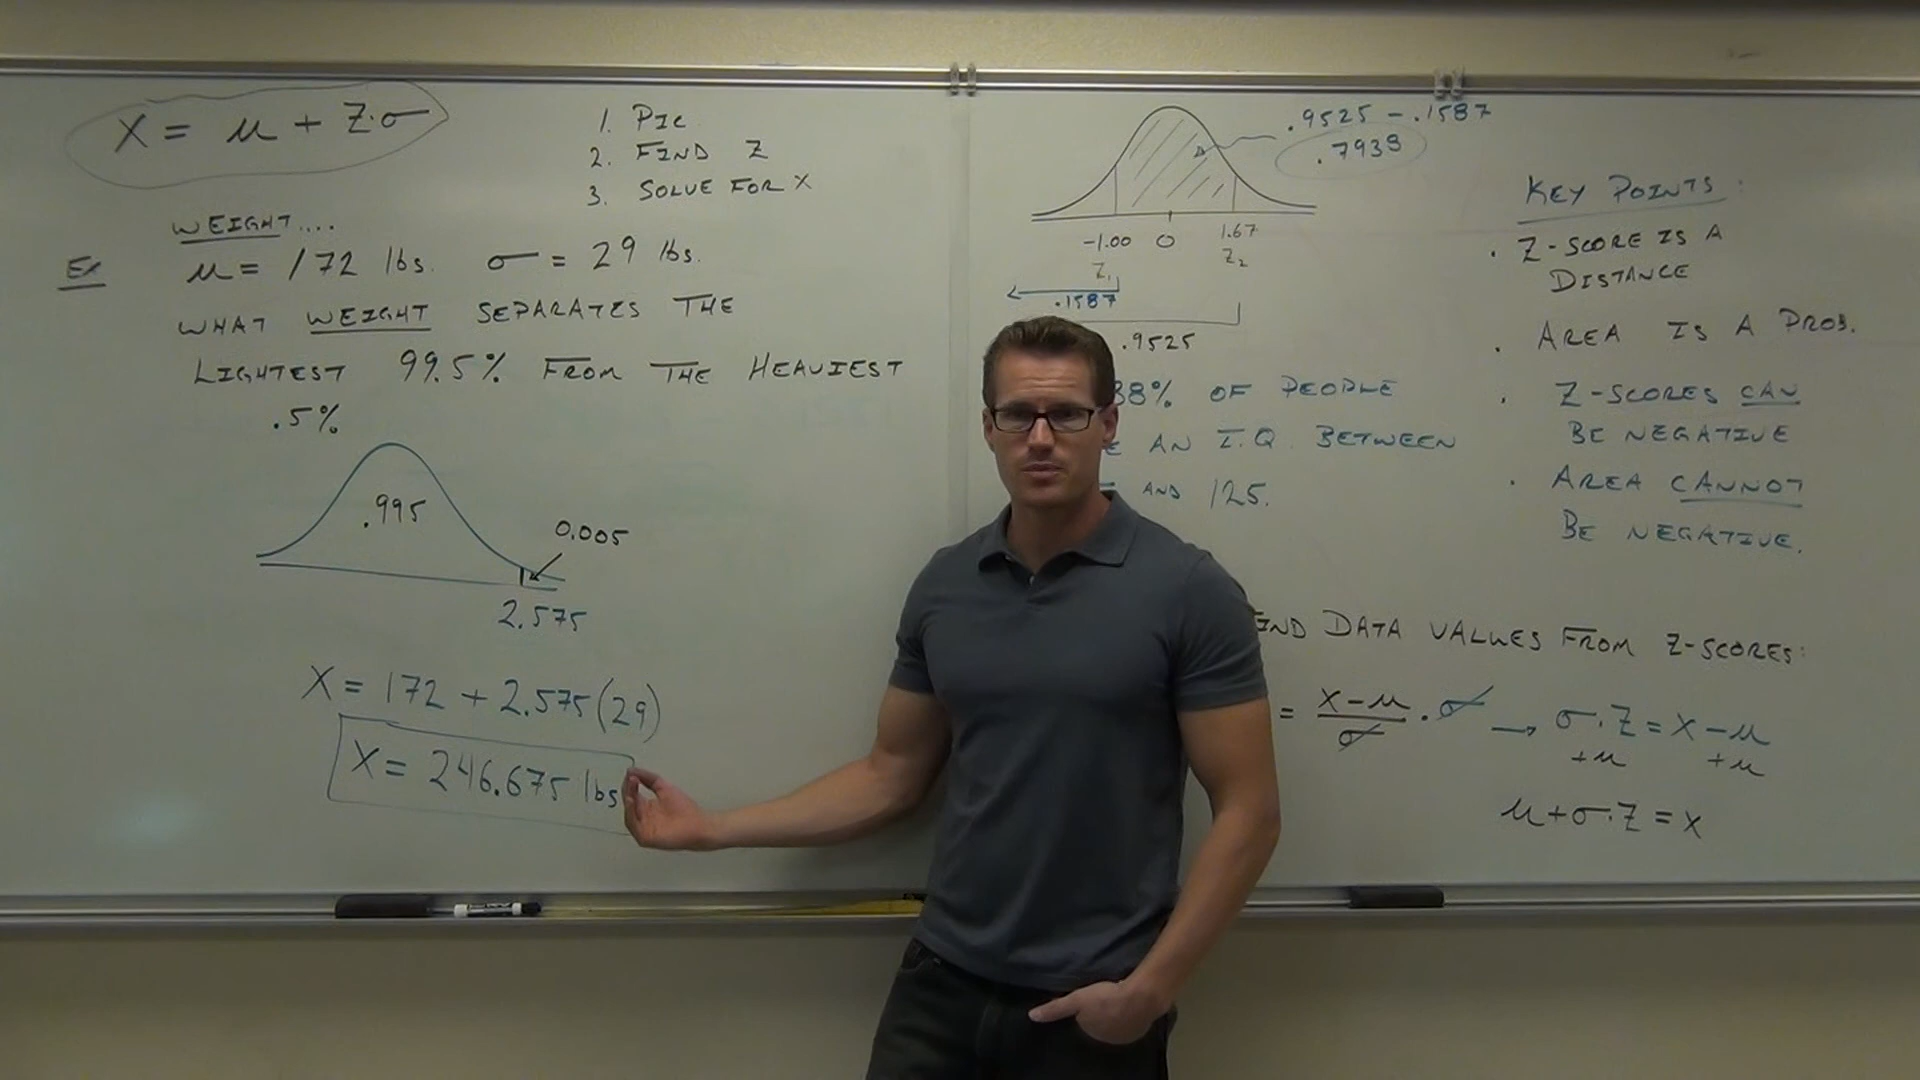 X = μ + Z·σ
1. PIC
2. FIND Z
3. SOLVE FOR X
WEIGHT....
EX μ = 172 lbs. σ = 29 lbs.
WHAT WEIGHT SEPARATES THE
LIGHTEST 99.5% FROM THE HEAVIEST
.5%
.995
0.005
2.575
X = 172 + 2.575(29)
X = 246.675 lbs
.9525 - .1587
.7938
-1.00 0 1.67
Z₁ Z₂
.1587
.9525
38% OF PEOPLE
E AN I.Q. BETWEEN
AND 125.
KEY POINTS:
· Z-SCORE IS A
DISTANCE
· AREA IS A PROB.
· Z-SCORES CAN
BE NEGATIVE
· AREA CANNOT
BE NEGATIVE.
IND DATA VALUES FROM Z-SCORES:
= X-μ/σ · σ → σ·Z = X-μ
+μ +μ
μ+σ·Z = X